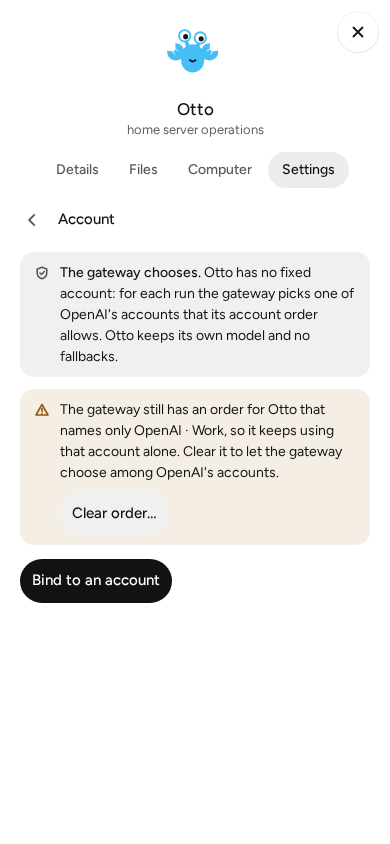 Otto
home server operations
Details Files Computer Settings
Account
The gateway chooses. Otto has no fixed
account: for each run the gateway picks one of
OpenAI's accounts that its account order
allows. Otto keeps its own model and no
fallbacks.
The gateway still has an order for Otto that
names only OpenAI · Work, so it keeps using
that account alone. Clear it to let the gateway
choose among OpenAI's accounts.
Clear order…
Bind to an account